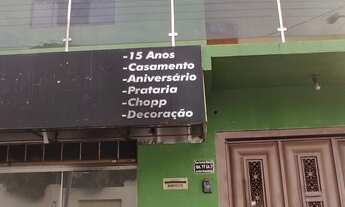 -15 Anos
-Casamento
-Aniversário
-Prataria
-Chopp
-Decoração